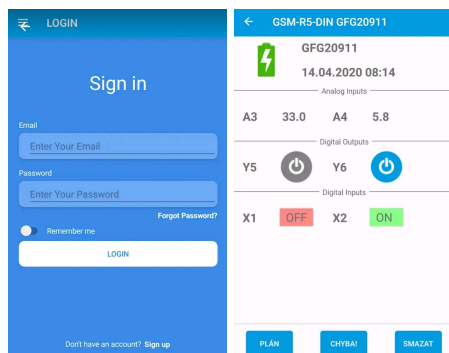 LOGIN
Sign in
Email
Enter Your Email
Password
Enter Your Password
Forgot Password?
Remember me
LOGIN
Don't have an account? Sign up
GSM-R5-DIN GFG20911
GFG20911
14.04.2020 08:14
Analog Inputs
A3 33.0 A4 5.8
Digital Outputs
Y5 Y6
Digital Inputs
X1 OFF X2 ON
PLÁN CHYBA! SMAZAT